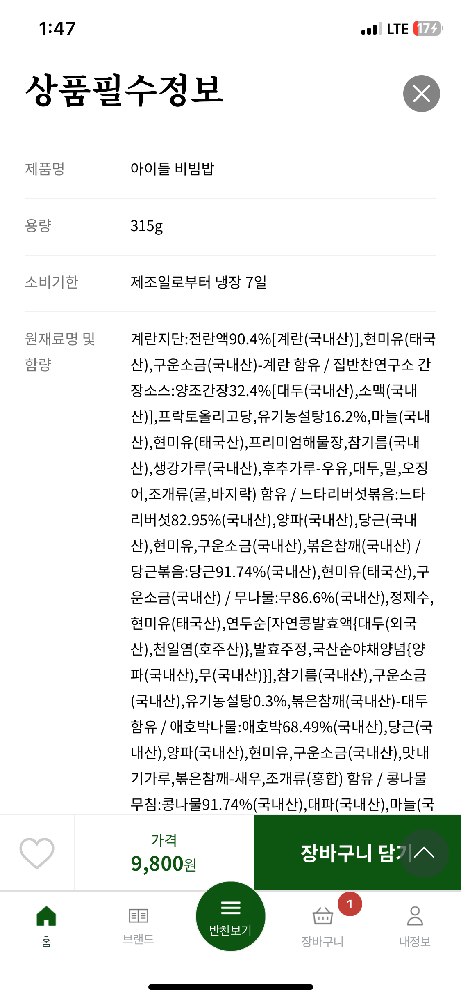 1:47
LTE
17
상품필수정보
제품명
아이들 비빔밥
용량
315g
소비기한
제조일로부터 냉장 7일
원재료명 및
함량
계란지단:전란액90.4%[계란(국내산)],현미유(태국
산),구운소금(국내산)-계란 함유 / 집반찬연구소 간
장소스:양조간장32.4%[대두(국내산),소맥(국내
산)],프락토올리고당,유기농설탕16.2%,마늘(국내
산),현미유(태국산),프리미엄해물장,참기름(국내
산),생강가루(국내산),후추가루-우유,대두,밀,오징
어,조개류(굴,바지락) 함유 / 느타리버섯볶음:느타
리버섯82.95%(국내산),양파(국내산),당근(국내
산),현미유,구운소금(국내산),볶은참깨(국내산) /
당근볶음:당근91.74%(국내산),현미유(태국산),구
운소금(국내산) / 무나물:무86.6%(국내산),정제수,
현미유(태국산),연두순[자연콩발효액{대두(외국
산),천일염(호주산)},발효주정,국산순야채양념{양
파(국내산),무(국내산)}],참기름(국내산),구운소금
(국내산),유기농설탕0.3%,볶은참깨(국내산)-대두
함유 / 애호박나물:애호박68.49%(국내산),당근(국
내산),양파(국내산),현미유,구운소금(국내산),맛내
기가루,볶은참깨-새우,조개류(홍합) 함유 / 콩나물
무침:콩나물91.74%(국내산),대파(국내산),마늘(국
가격
9,800원
장바구니 담기
1
홈
브랜드
반찬보기
장바구니
내정보